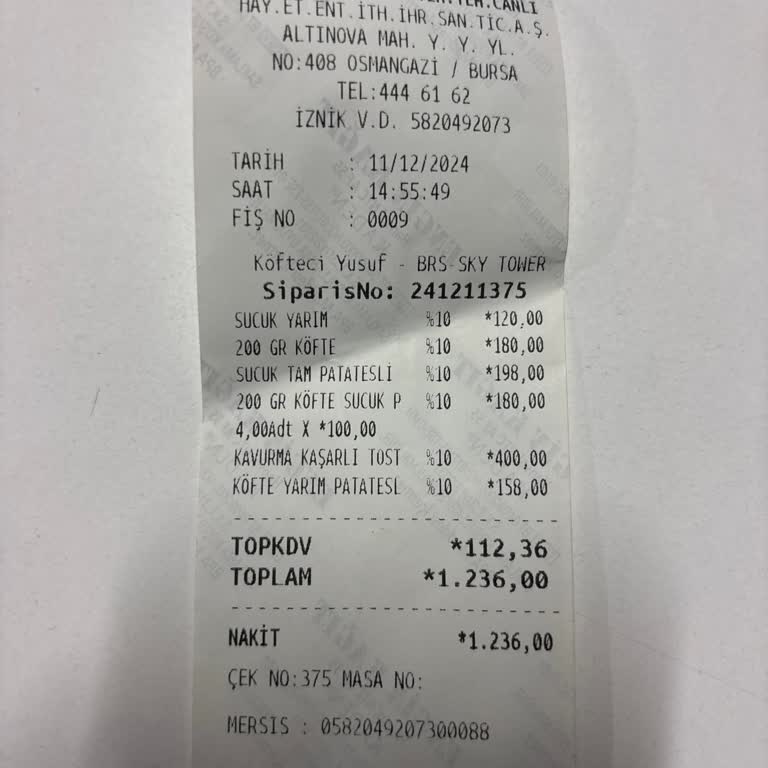 HAY.ET.ENT.İTH.İHR.SAN.TİC.A.Ş.
ALTINOVA MAH. Y. Y. YL.
NO:408 OSMANGAZİ / BURSA
TEL:444 61 62
İZNİK V.D. 5820492073
TARİH : 11/12/2024
SAAT : 14:55:49
FİŞ NO : 0009
Köfteci Yusuf - BRS-SKY TOWER
SiparisNo: 241211375
SUCUK YARIM %10 *120,00
200 GR KÖFTE %10 *180,00
SUCUK TAM PATATESLİ %10 *198,00
200 GR KÖFTE SUCUK P %10 *180,00
4,00Adt X *100,00
KAVURMA KAŞARLI TOST %10 *400,00
KÖFTE YARIM PATATESL %10 *158,00
TOPKDV *112,36
TOPLAM *1.236,00
NAKİT *1.236,00
ÇEK NO:375 MASA NO:
MERSIS : 0582049207300088